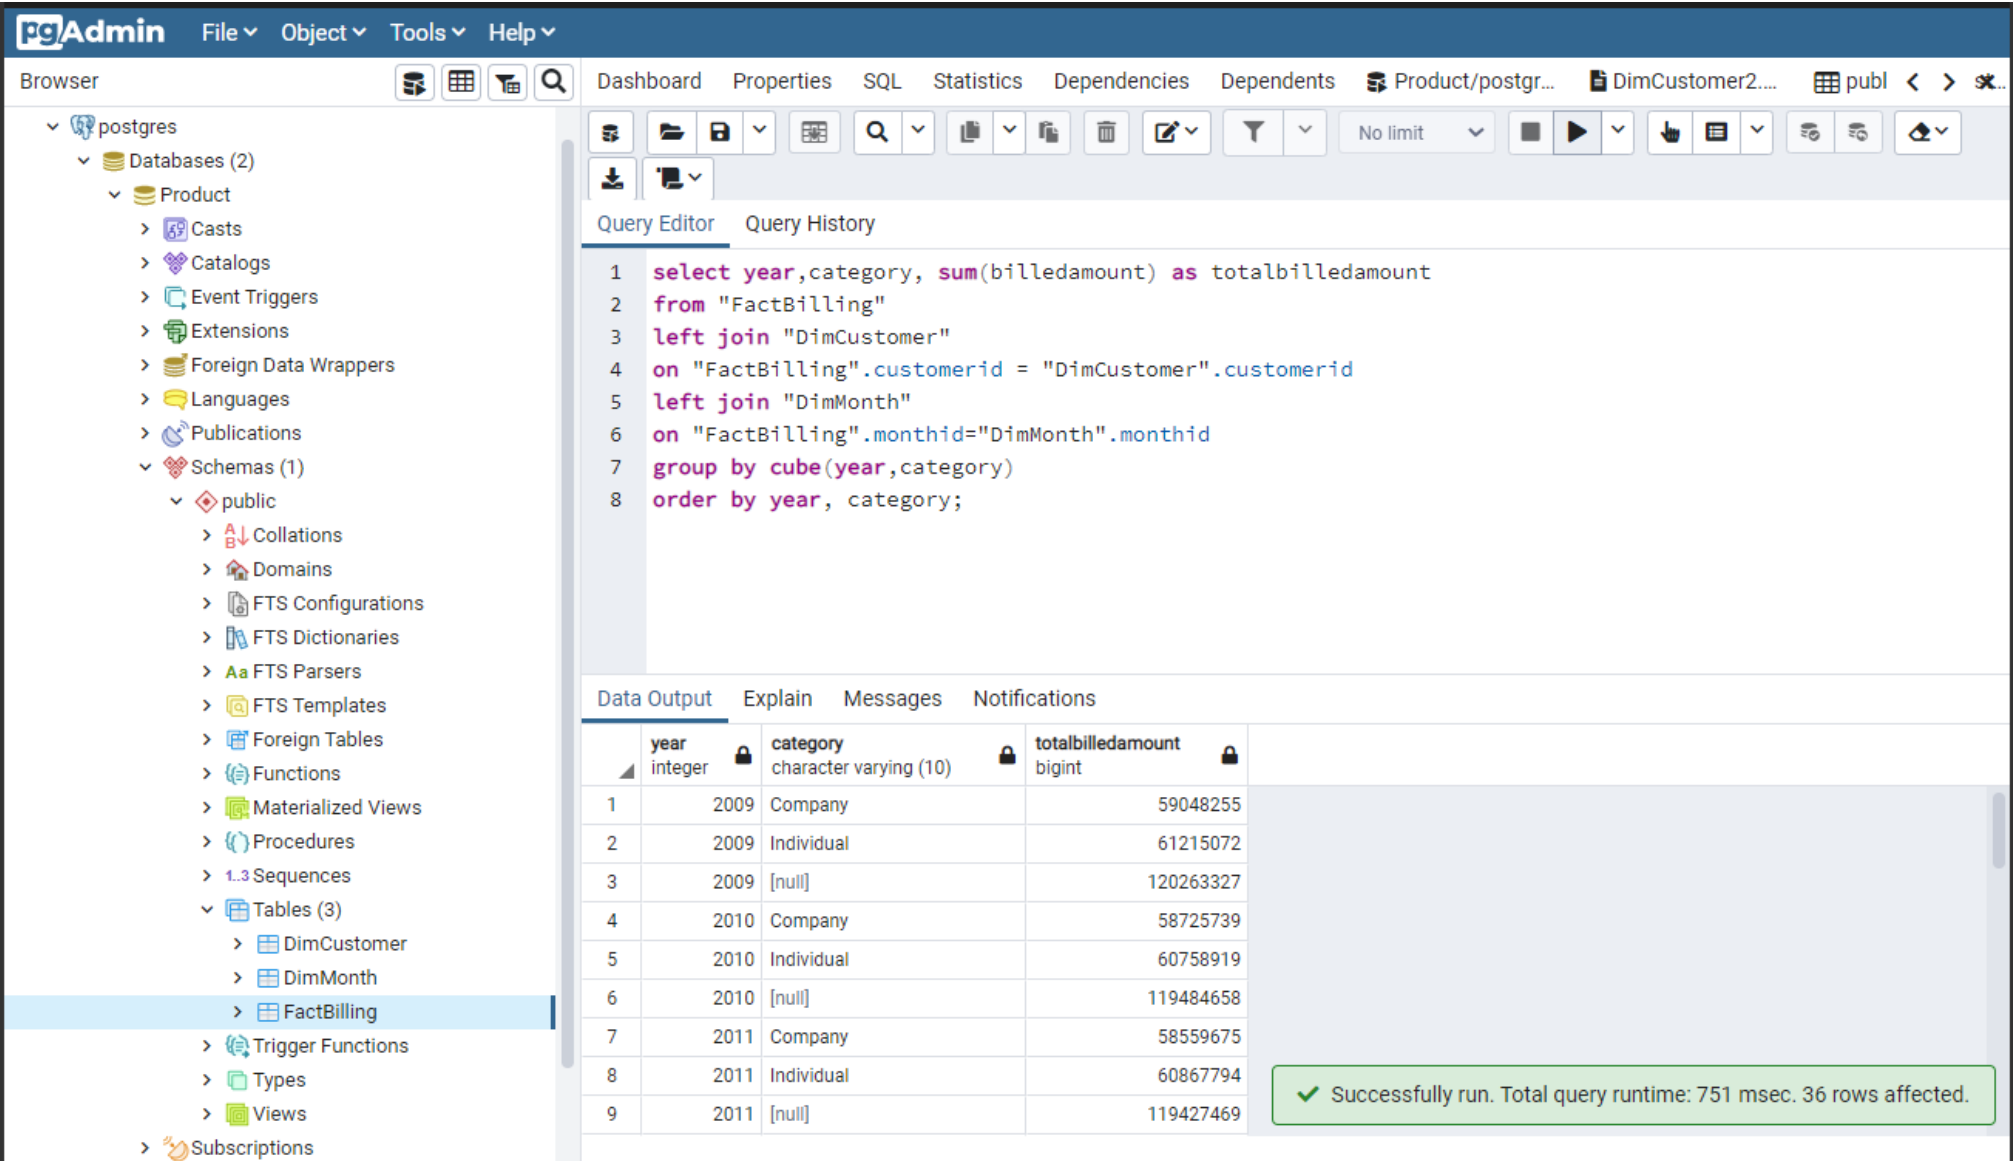 pgAdmin File Object Tools Help
Browser
Dashboard Properties SQL Statistics Dependencies Dependents Product/postgr... DimCustomer2.... publ
No limit
postgres
Databases (2)
Product
Casts
Catalogs
Event Triggers
Extensions
Foreign Data Wrappers
Languages
Publications
Schemas (1)
public
Collations
Domains
FTS Configurations
FTS Dictionaries
Aa FTS Parsers
FTS Templates
Foreign Tables
Functions
Materialized Views
Procedures
1..3 Sequences
Tables (3)
DimCustomer
DimMonth
FactBilling
Trigger Functions
Types
Views
Subscriptions
Query Editor Query History
1 select year,category, sum(billedamount) as totalbilledamount
2 from "FactBilling"
3 left join "DimCustomer"
4 on "FactBilling".customerid = "DimCustomer".customerid
5 left join "DimMonth"
6 on "FactBilling".monthid="DimMonth".monthid
7 group by cube(year,category)
8 order by year, category;
Data Output Explain Messages Notifications
year category totalbilledamount
integer character varying (10) bigint
1 2009 Company 59048255
2 2009 Individual 61215072
3 2009 [null] 120263327
4 2010 Company 58725739
5 2010 Individual 60758919
6 2010 [null] 119484658
7 2011 Company 58559675
8 2011 Individual 60867794
9 2011 [null] 119427469
Successfully run. Total query runtime: 751 msec. 36 rows affected.